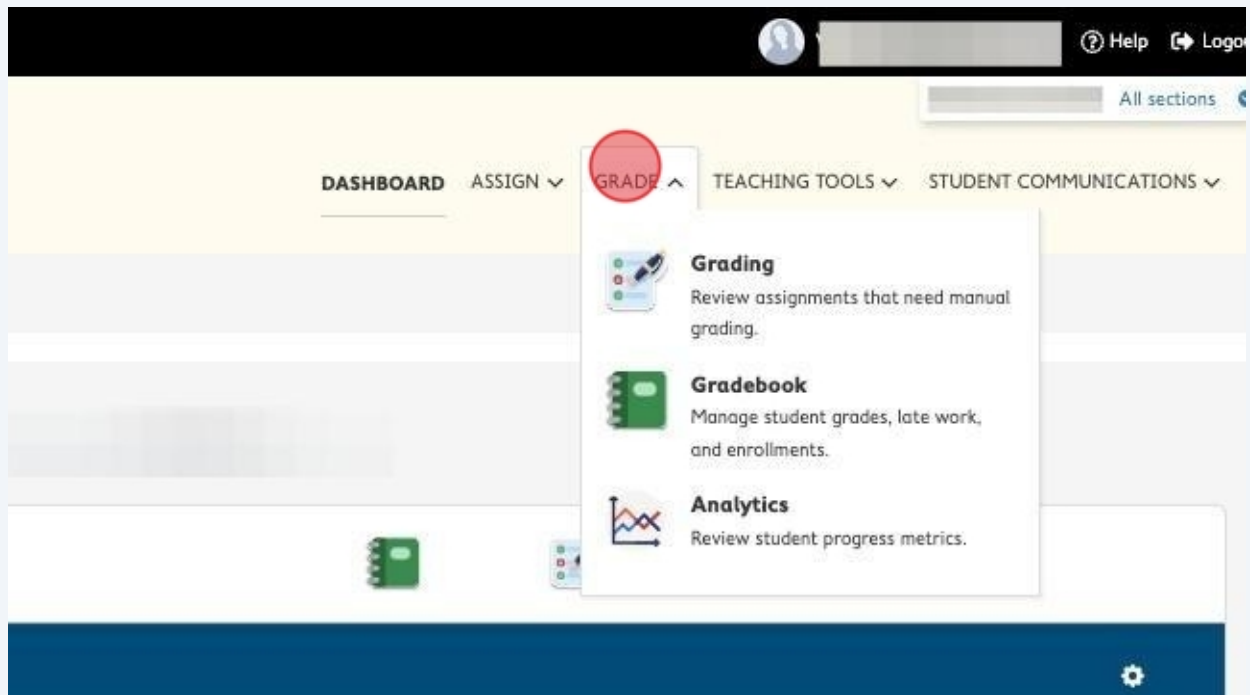 Help Logo
All sections
DASHBOARD ASSIGN GRADE TEACHING TOOLS STUDENT COMMUNICATIONS
Grading
Review assignments that need manual
grading.
Gradebook
Manage student grades, late work,
and enrollments.
Analytics
Review student progress metrics.